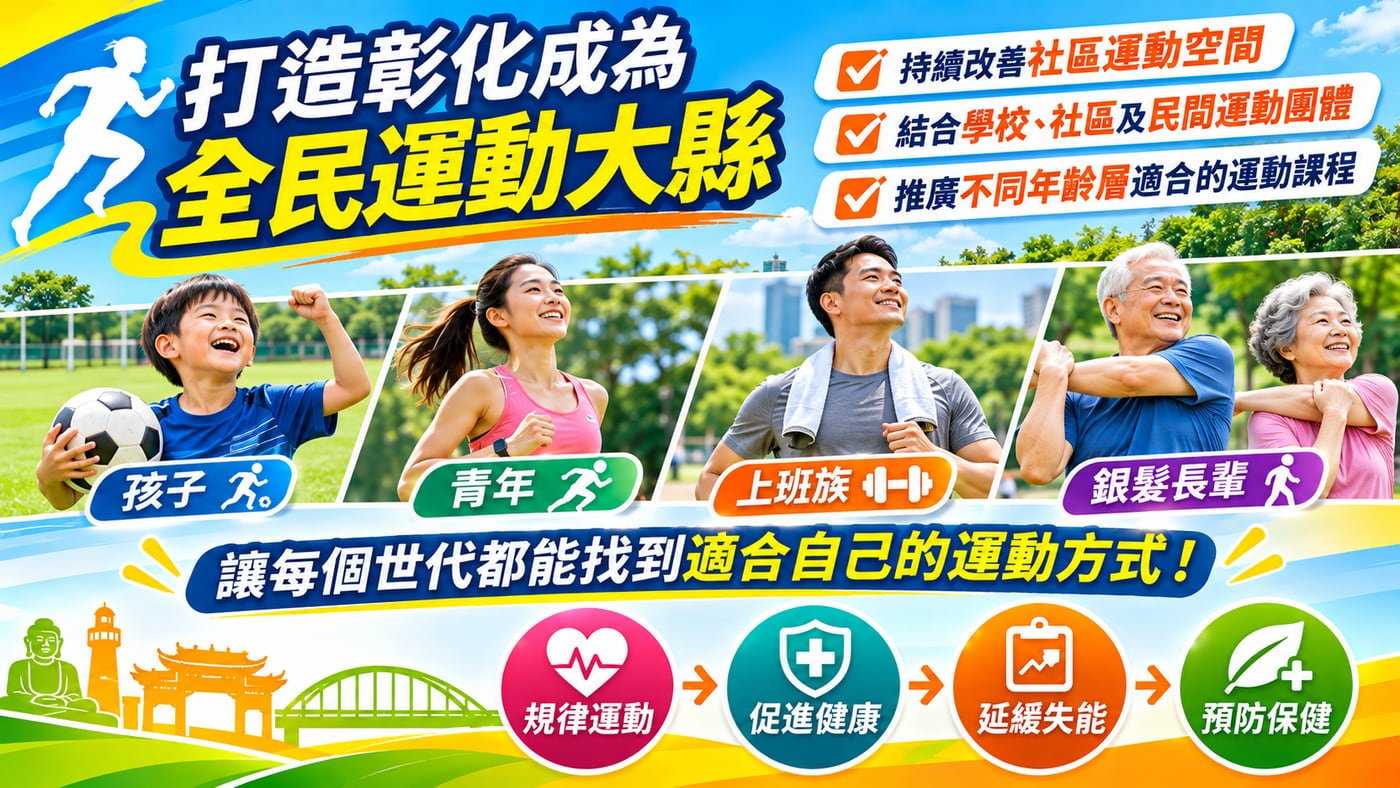 打造彰化成為
全民運動大縣
持續改善社區運動空間
結合學校、社區及民間運動團體
推廣不同年齡層適合的運動課程
孩子
青年
上班族
銀髮長輩
讓每個世代都能找到適合自己的運動方式！
規律運動
促進健康
延緩失能
預防保健